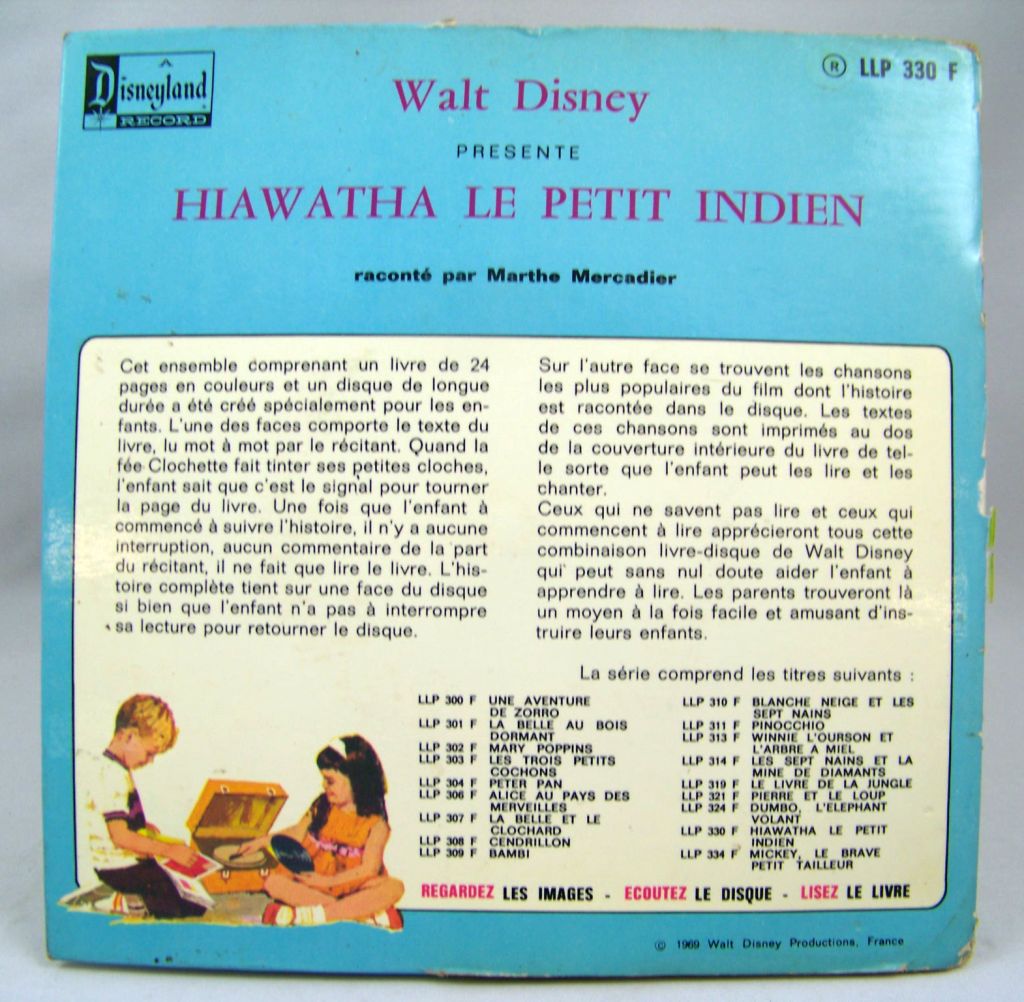 Disneyland
RECORD
® LLP 330 F
Walt Disney
PRESENTE
HIAWATHA LE PETIT INDIEN
raconté par Marthe Mercadier
Cet ensemble comprenant un livre de 24
pages en couleurs et un disque de longue
durée a été créé spécialement pour les en-
fants. L'une des faces comporte le texte du
livre, lu mot à mot par le récitant. Quand la
fée Clochette fait tinter ses petites cloches,
l'enfant sait que c'est le signal pour tourner
la page du livre. Une fois que l'enfant à
commencé à suivre l'histoire, il n'y a aucune
interruption, aucun commentaire de la part
du récitant, il ne fait que lire le livre. L'his-
toire complète tient sur une face du disque
si bien que l'enfant n'a pas à interrompre
sa lecture pour retourner le disque.
Sur l'autre face se trouvent les chansons
les plus populaires du film dont l'histoire
est racontée dans le disque. Les textes
de ces chansons sont imprimés au dos
de la couverture intérieure du livre de tel-
le sorte que l'enfant peut les lire et les
chanter.
Ceux qui ne savent pas lire et ceux qui
commencent à lire apprécieront tous cette
combinaison livre-disque de Walt Disney
qui peut sans nul doute aider l'enfant à
apprendre à lire. Les parents trouveront là
un moyen à la fois facile et amusant d'ins-
truire leurs enfants.
La série comprend les titres suivants :
LLP 300 F UNE AVENTURE
DE ZORRO
LLP 301 F LA BELLE AU BOIS
DORMANT
LLP 302 F MARY POPPINS
LLP 303 F LES TROIS PETITS
COCHONS
LLP 304 F PETER PAN
LLP 306 F ALICE AU PAYS DES
MERVEILLES
LLP 307 F LA BELLE ET LE
CLOCHARD
LLP 308 F CENDRILLON
LLP 309 F BAMBI
LLP 310 F BLANCHE NEIGE ET LES
SEPT NAINS
LLP 311 F PINOCCHIO
LLP 313 F WINNIE L'OURSON ET
L'ARBRE A MIEL
LLP 314 F LES SEPT NAINS ET LA
MINE DE DIAMANTS
LLP 319 F LE LIVRE DE LA JUNGLE
LLP 321 F PIERRE ET LE LOUP
LLP 324 F DUMBO, L'ELEPHANT
VOLANT
LLP 330 F HIAWATHA LE PETIT
INDIEN
LLP 334 F MICKEY, LE BRAVE
PETIT TAILLEUR
REGARDEZ LES IMAGES - ECOUTEZ LE DISQUE - LISEZ LE LIVRE
© 1969 Walt Disney Productions, France